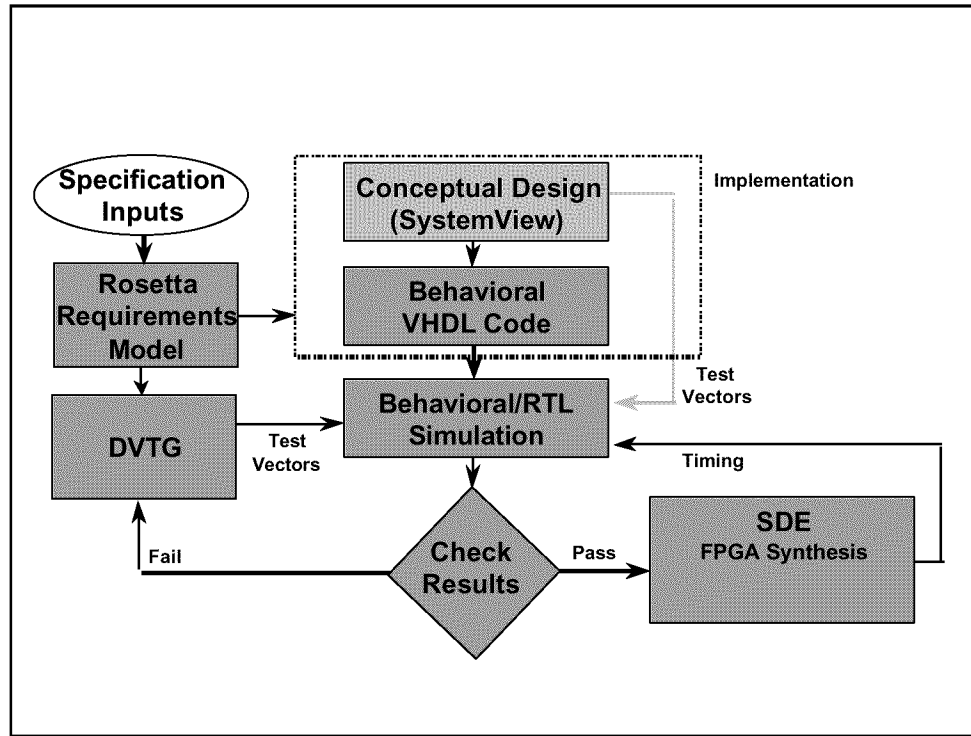 Specification
Inputs
Conceptual Design
(SystemView)
Implementation
Rosetta
Requirements
Model
Behavioral
VHDL Code
Test
Vectors
Behavioral/RTL
Simulation
DVTG
Test
Vectors
Timing
SDE
FPGA Synthesis
Check
Results
Fail
Pass